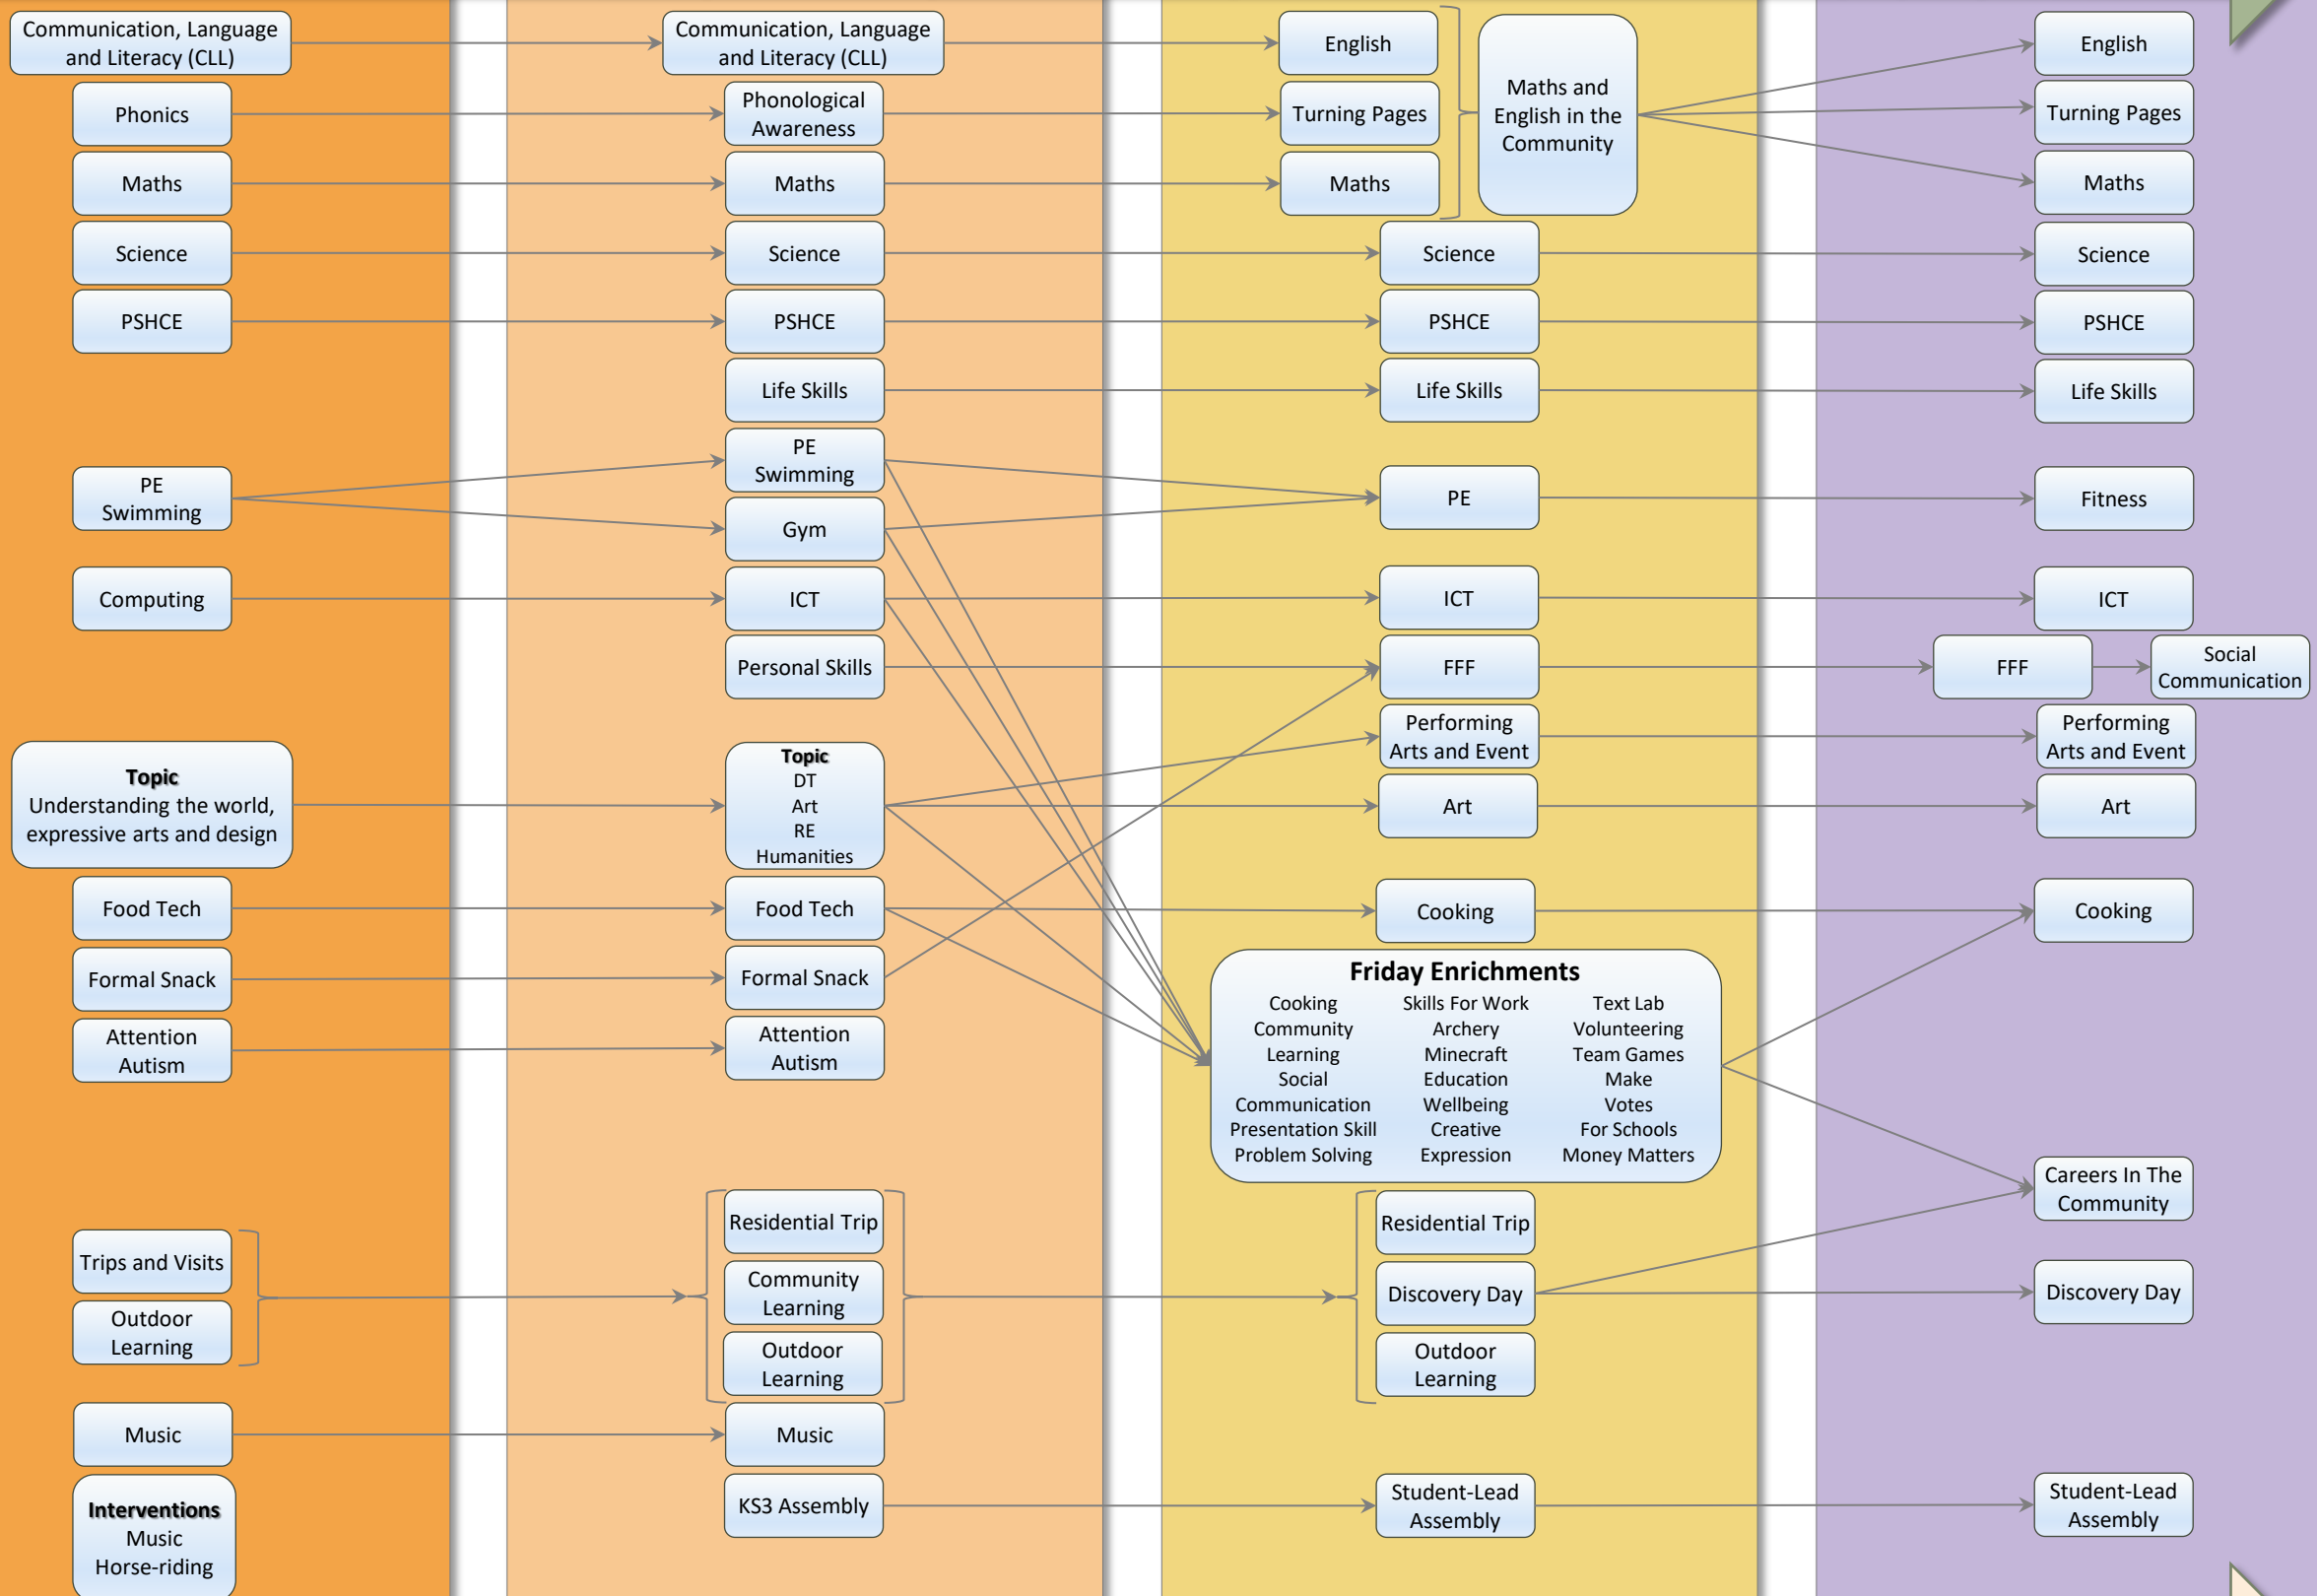 Communication, Language
and Literacy (CLL)
Phonics
Maths
Science
PSHCE
PE
Swimming
Computing
Topic
Understanding the world,
expressive arts and design
Food Tech
Formal Snack
Attention
Autism
Trips and Visits
Outdoor
Learning
Music
Interventions
Music
Horse-riding
Communication, Language
and Literacy (CLL)
Phonological
Awareness
Maths
Science
PSHCE
Life Skills
PE
Swimming
Gym
ICT
Personal Skills
Topic
DT
Art
RE
Humanities
Food Tech
Formal Snack
Attention
Autism
Residential Trip
Community
Learning
Outdoor
Learning
Music
KS3 Assembly
English
Turning Pages
Maths
Maths and
English in the
Community
Science
PSHCE
Life Skills
PE
ICT
FFF
Performing
Arts and Event
Art
Cooking
Friday Enrichments
Cooking
Community
Learning
Social
Communication
Presentation Skill
Problem Solving
Skills For Work
Archery
Minecraft
Education
Wellbeing
Creative
Expression
Text Lab
Volunteering
Team Games
Make
Votes
For Schools
Money Matters
Residential Trip
Discovery Day
Outdoor
Learning
Student-Lead
Assembly
English
Turning Pages
Maths
Science
PSHCE
Life Skills
Fitness
ICT
FFF
Social
Communication
Performing
Arts and Event
Art
Cooking
Careers In The
Community
Discovery Day
Student-Lead
Assembly